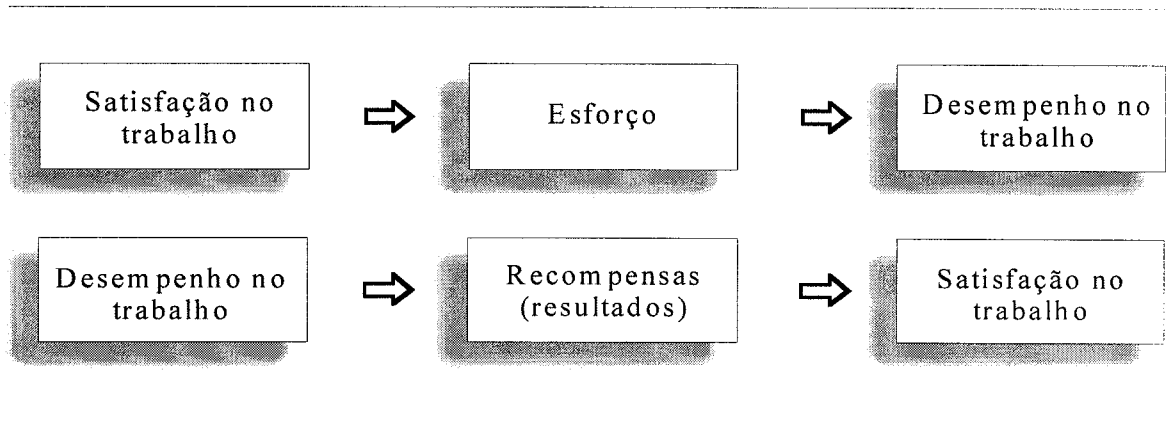 Satisfação no
trabalho
Esforço
Desempenho no
trabalho
Desempenho no
trabalho
Recompensas
(resultados)
Satisfação no
trabalho